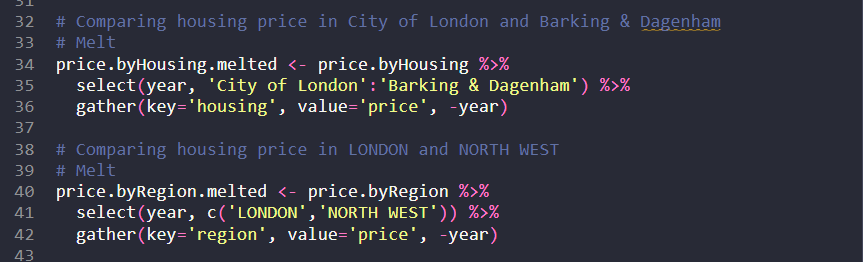 31
32 # Comparing housing price in City of London and Barking & Dagenham
33 # Melt
34 price.byHousing.melted <- price.byHousing %>%
35   select(year, 'City of London':'Barking & Dagenham') %>%
36   gather(key='housing', value='price', -year)
37
38 # Comparing housing price in LONDON and NORTH WEST
39 # Melt
40 price.byRegion.melted <- price.byRegion %>%
41   select(year, c('LONDON','NORTH WEST')) %>%
42   gather(key='region', value='price', -year)
43